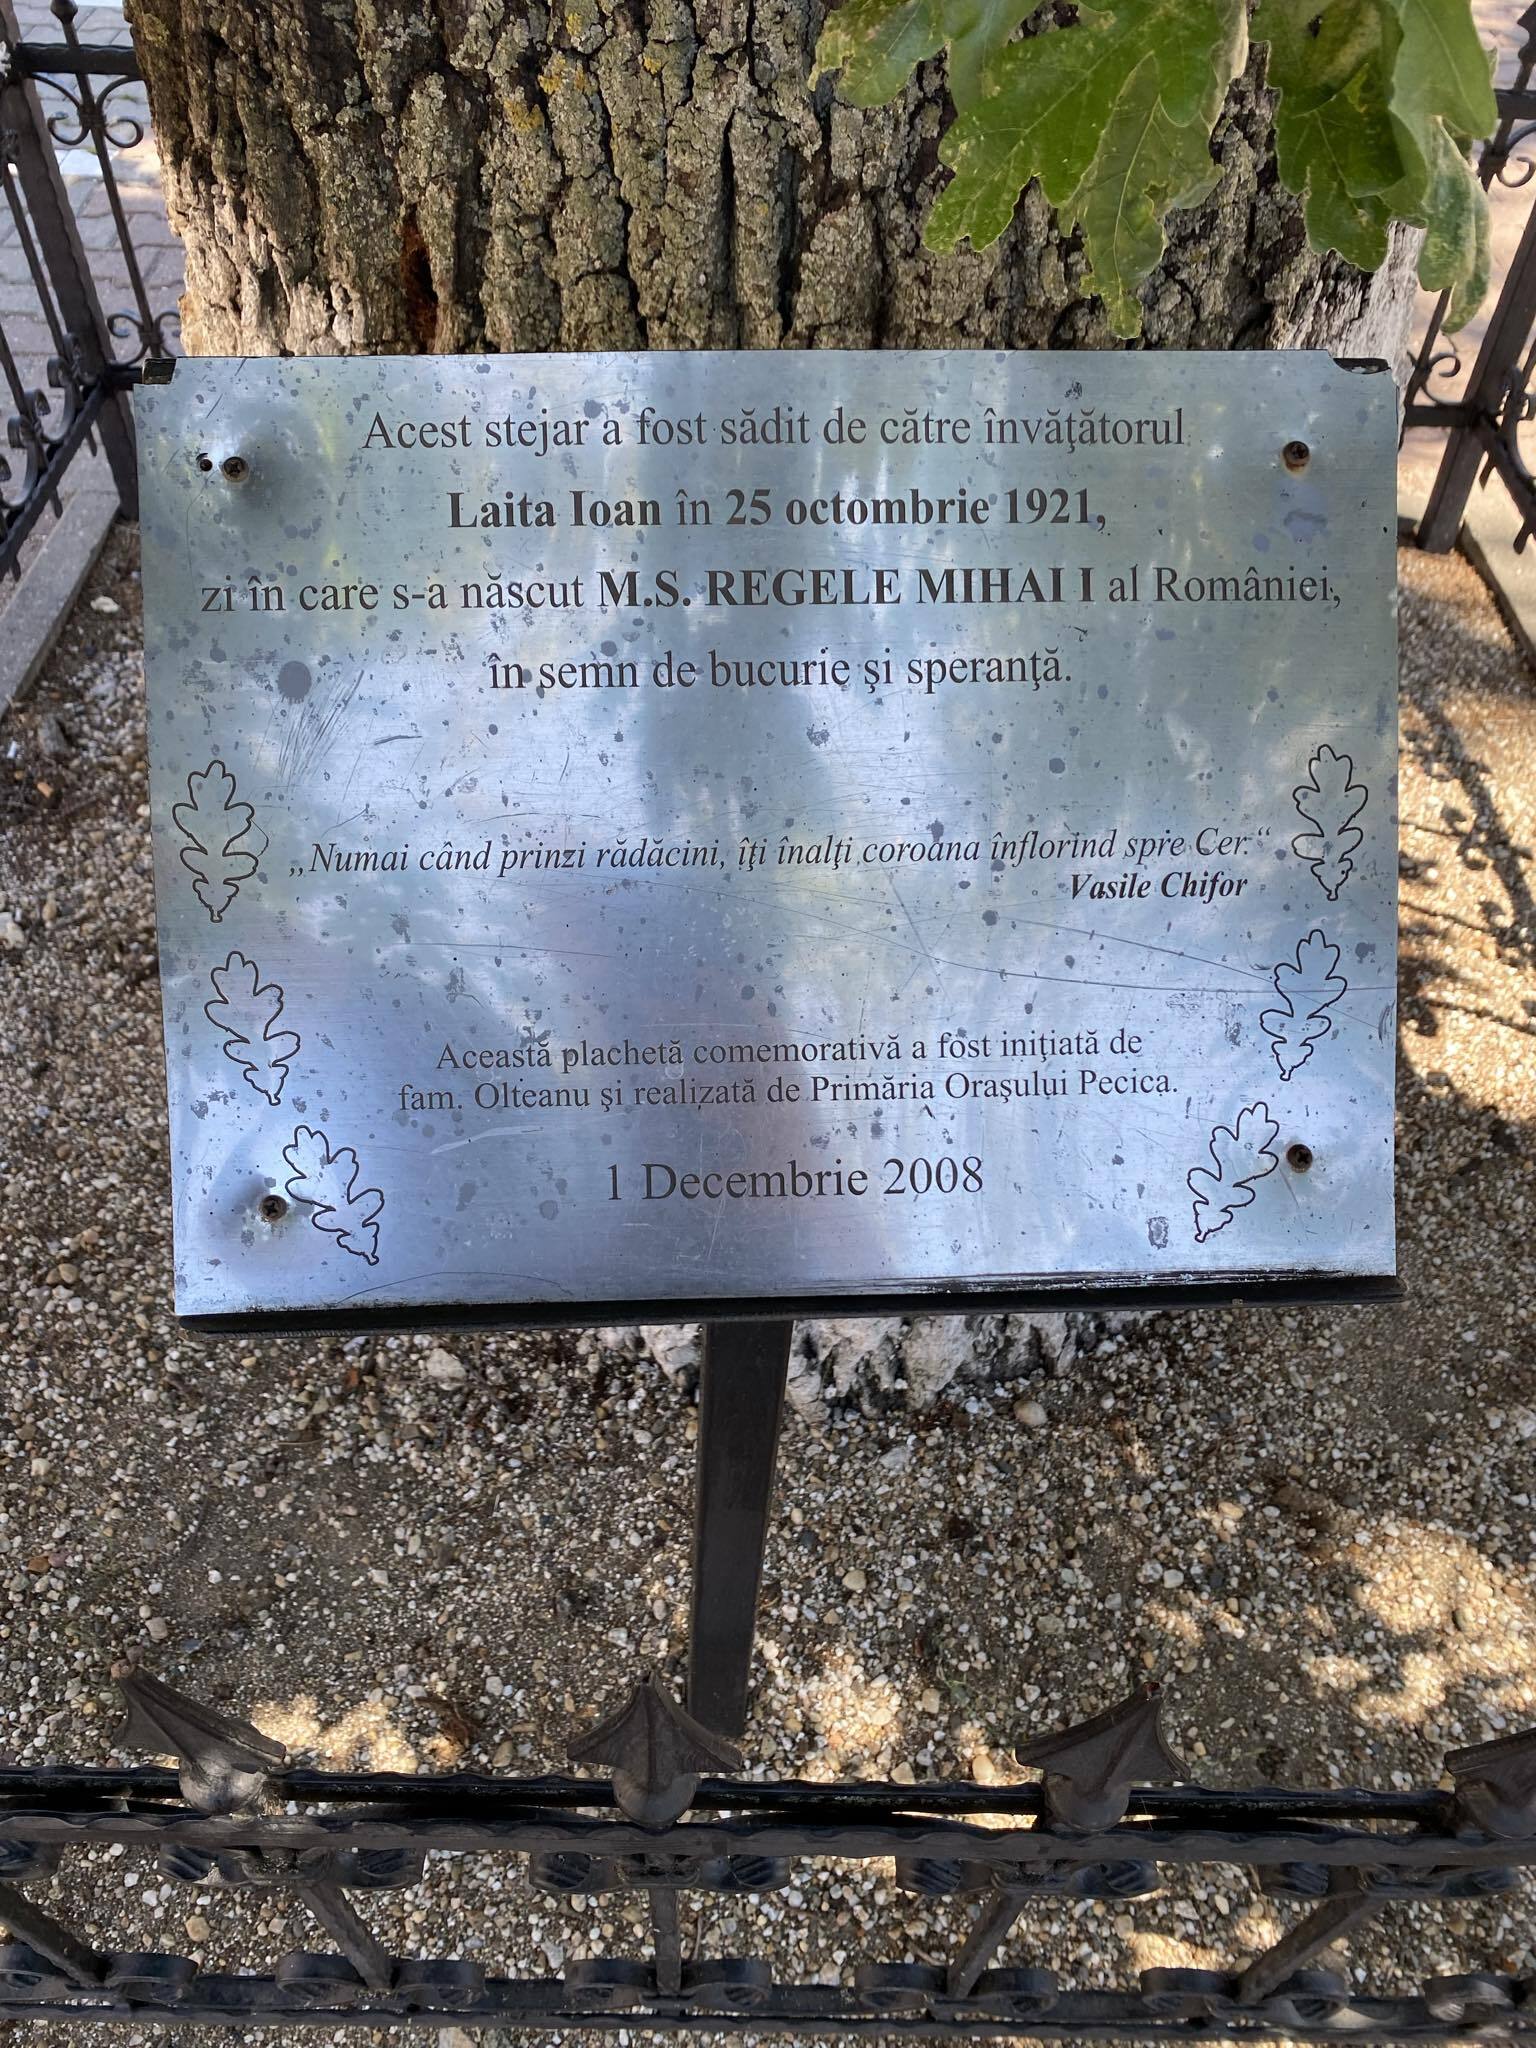 Acest stejar a fost sădit de către învăţătorul
Laita Ioan în 25 octombrie 1921,
zi în care s-a născut M.S. REGELE MIHAI I al României,
în semn de bucurie şi speranţă.
„Numai când prinzi rădăcini, îţi înalţi coroana înflorind spre Cer.“
Vasile Chifor
Această plachetă comemorativă a fost iniţiată de
fam. Olteanu şi realizată de Primăria Oraşului Pecica.
1 Decembrie 2008